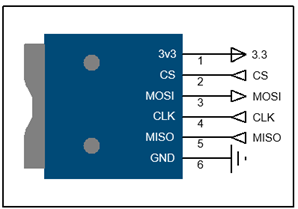 3v3 1 3.3
CS 2 CS
MOSI 3 MOSI
CLK 4 CLK
MISO 5 MISO
GND 6